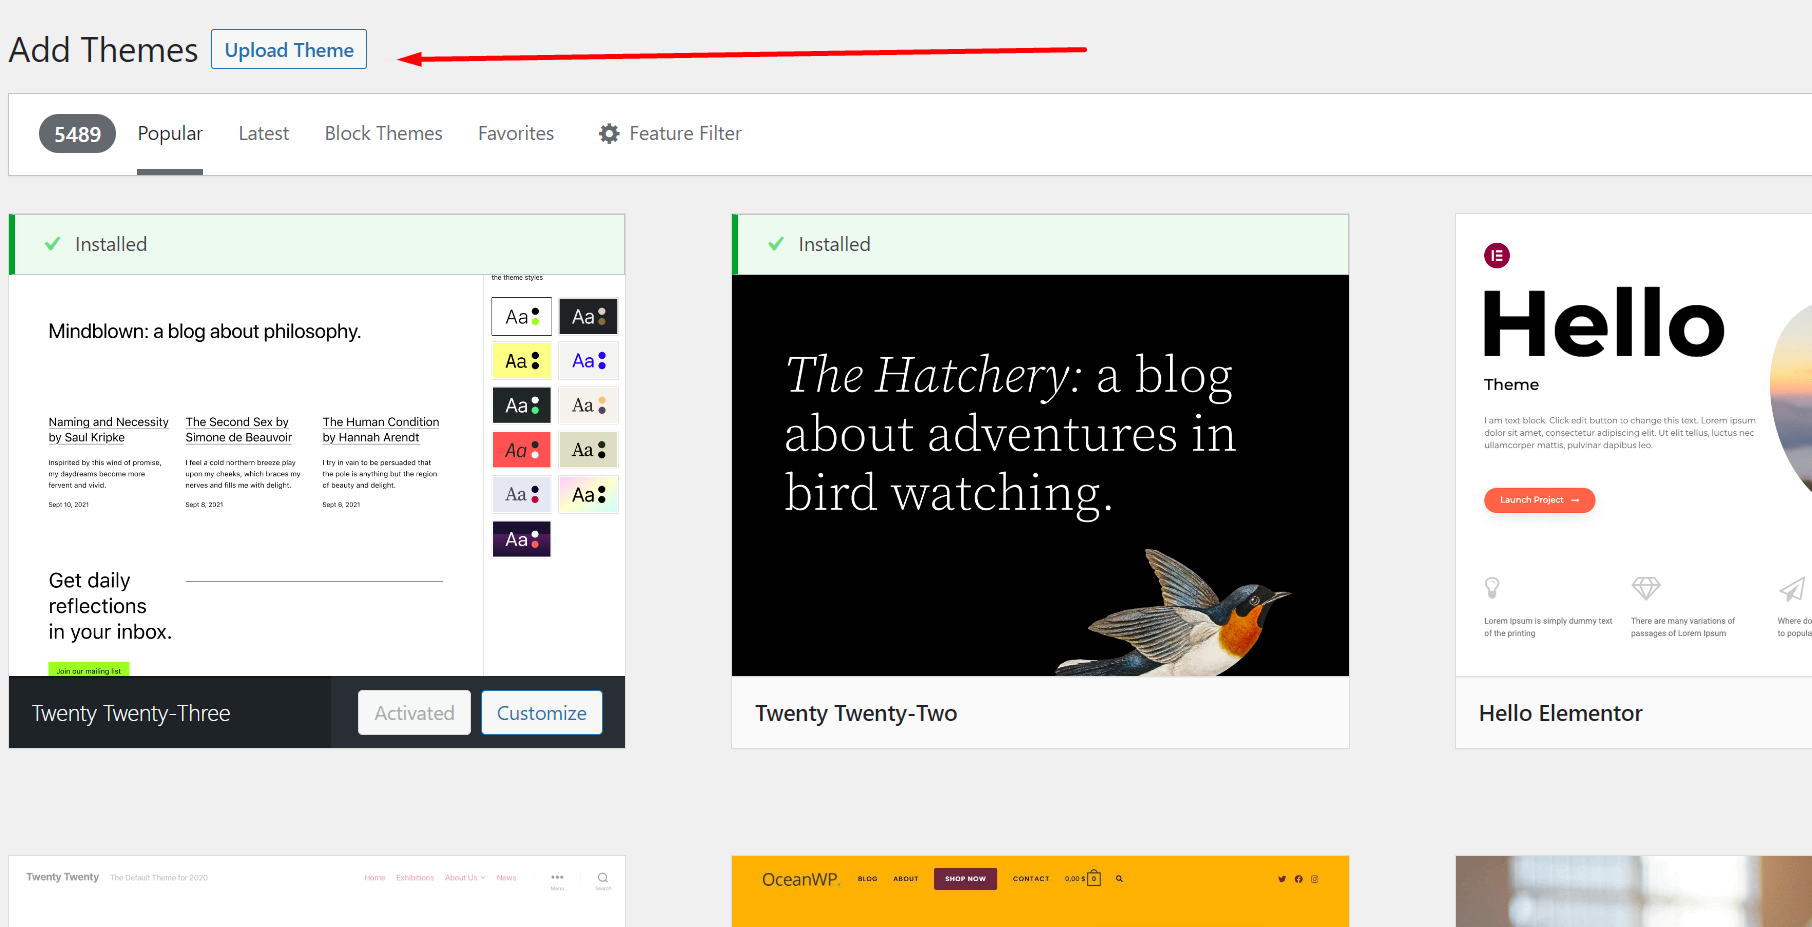 Add Themes
Upload Theme
5489
Popular
Latest
Block Themes
Favorites
Feature Filter
Installed
the theme styles
Mindblown: a blog about philosophy.
Naming and Necessity
by Saul Kripke
Inspirited by this wind of promise,
my daydreams become more
fervent and vivid.
Sept 10, 2021
The Second Sex by
Simone de Beauvoir
I feel a cold northern breeze play
upon my cheeks, which braces my
nerves and fills me with delight.
Sept 8, 2021
The Human Condition
by Hannah Arendt
I try in vain to be persuaded that
the pole is anything but the region
of beauty and delight.
Sept 6, 2021
Aa
Aa
Aa
Aa
Aa
Aa
Aa
Aa
Aa
Aa
Aa
Get daily
reflections
in your inbox.
Join our mailing list
Twenty Twenty-Three
Activated
Customize
Installed
The Hatchery: a blog
about adventures in
bird watching.
Twenty Twenty-Two
Hello
Theme
I am text block. Click edit button to change this text. Lorem ipsum
dolor sit amet, consectetur adipiscing elit. Ut elit tellus, luctus nec
ullamcorper mattis, pulvinar dapibus leo.
Launch Project →
Lorem Ipsum is simply dummy text
of the printing
There are many variations of
passages of Lorem Ipsum
Where do
to popula
Hello Elementor
Twenty Twenty
The Default Theme for 2020
Home
Exhibitions
About Us
News
Menu
Search
OceanWP.
BLOG
ABOUT
SHOP NOW
CONTACT
0,00 $
0